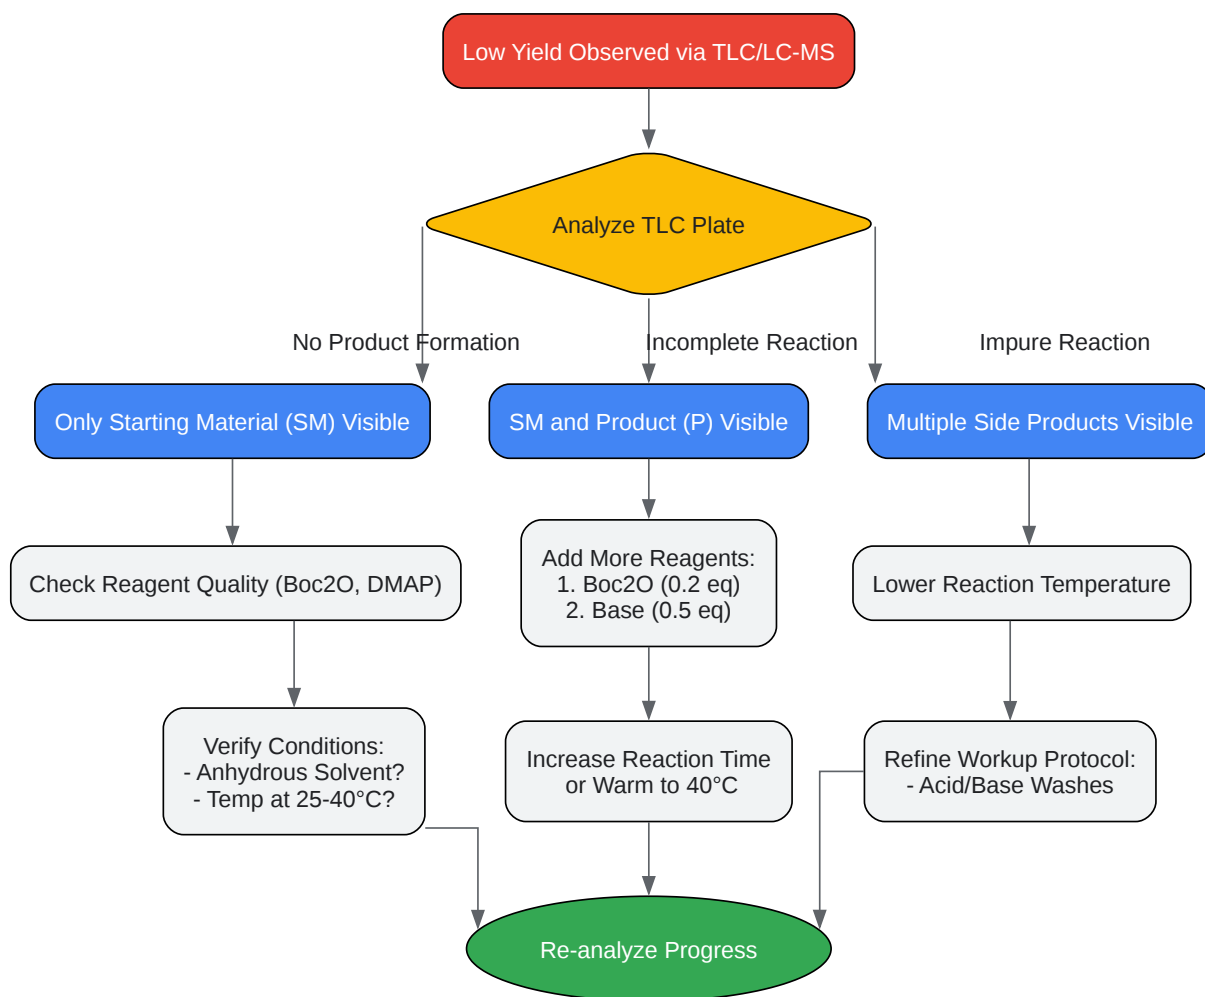 Low Yield Observed via TLC/LC-MS
Analyze TLC Plate
No Product Formation
Incomplete Reaction
Impure Reaction
Only Starting Material (SM) Visible
SM and Product (P) Visible
Multiple Side Products Visible
Check Reagent Quality (Boc2O, DMAP)
Add More Reagents:
1. Boc2O (0.2 eq)
2. Base (0.5 eq)
Lower Reaction Temperature
Verify Conditions:
- Anhydrous Solvent?
- Temp at 25-40°C?
Increase Reaction Time
or Warm to 40°C
Refine Workup Protocol:
- Acid/Base Washes
Re-analyze Progress